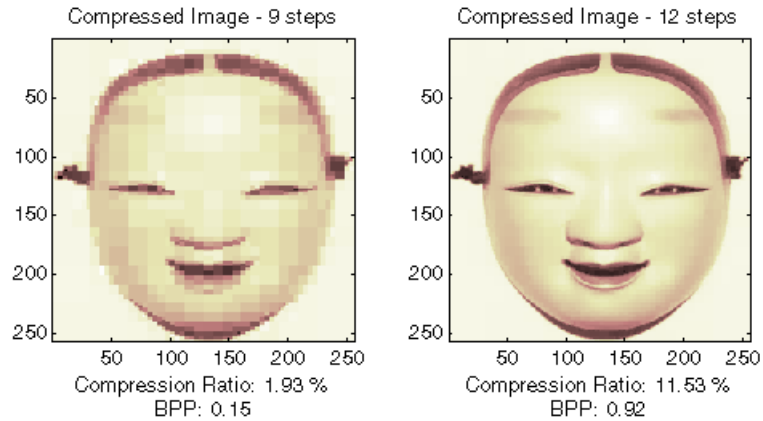 Compressed Image - 9 steps
50
100
150
200
250
50 100 150 200 250
Compression Ratio: 1.93 %
BPP: 0.15
Compressed Image - 12 steps
50
100
150
200
250
50 100 150 200 250
Compression Ratio: 11.53 %
BPP: 0.92